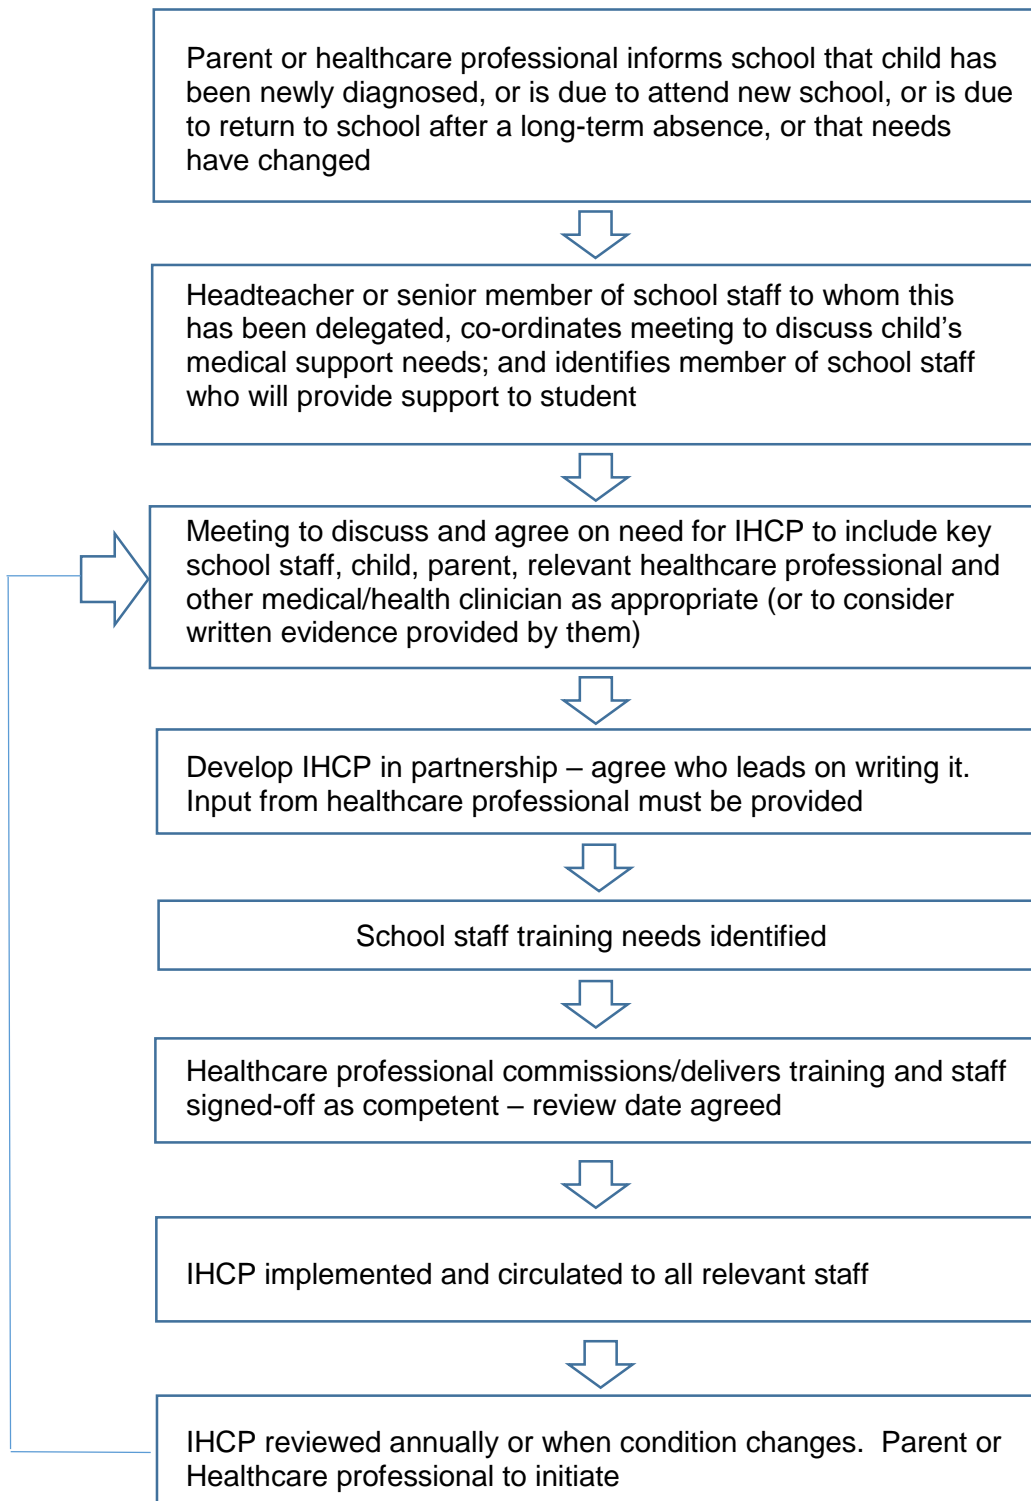 Parent or healthcare professional informs school that child has
been newly diagnosed, or is due to attend new school, or is due
to return to school after a long-term absence, or that needs
have changed
Headteacher or senior member of school staff to whom this
has been delegated, co-ordinates meeting to discuss child's
medical support needs; and identifies member of school staff
who will provide support to student
Meeting to discuss and agree on need for IHCP to include key
school staff, child, parent, relevant healthcare professional and
other medical/health clinician as appropriate (or to consider
written evidence provided by them)
Develop IHCP in partnership – agree who leads on writing it.
Input from healthcare professional must be provided
School staff training needs identified
Healthcare professional commissions/delivers training and staff
signed-off as competent – review date agreed
IHCP implemented and circulated to all relevant staff
IHCP reviewed annually or when condition changes.  Parent or
Healthcare professional to initiate